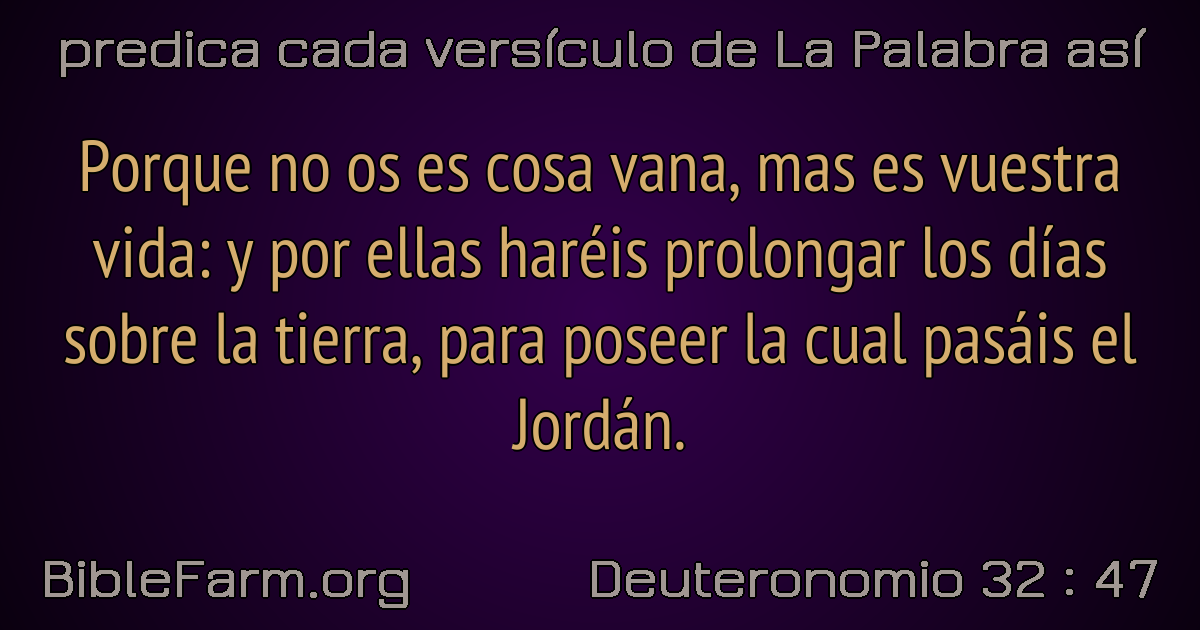 predica cada versículo de La Palabra así
Porque no os es cosa vana, mas es vuestra
vida: y por ellas haréis prolongar los días
sobre la tierra, para poseer la cual pasáis el
Jordán.
BibleFarm.org
Deuteronomio 32 : 47